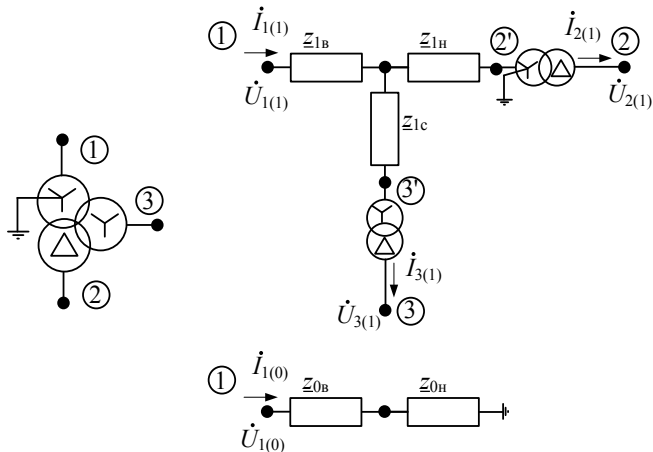 ① İ1(1) z1в z1н ②' İ2(1) ②
U̇1(1) U̇2(1)
z1с
①
③'
③
İ3(1)
②
U̇3(1) ③
① İ1(0) z0в z0н
U̇1(0)